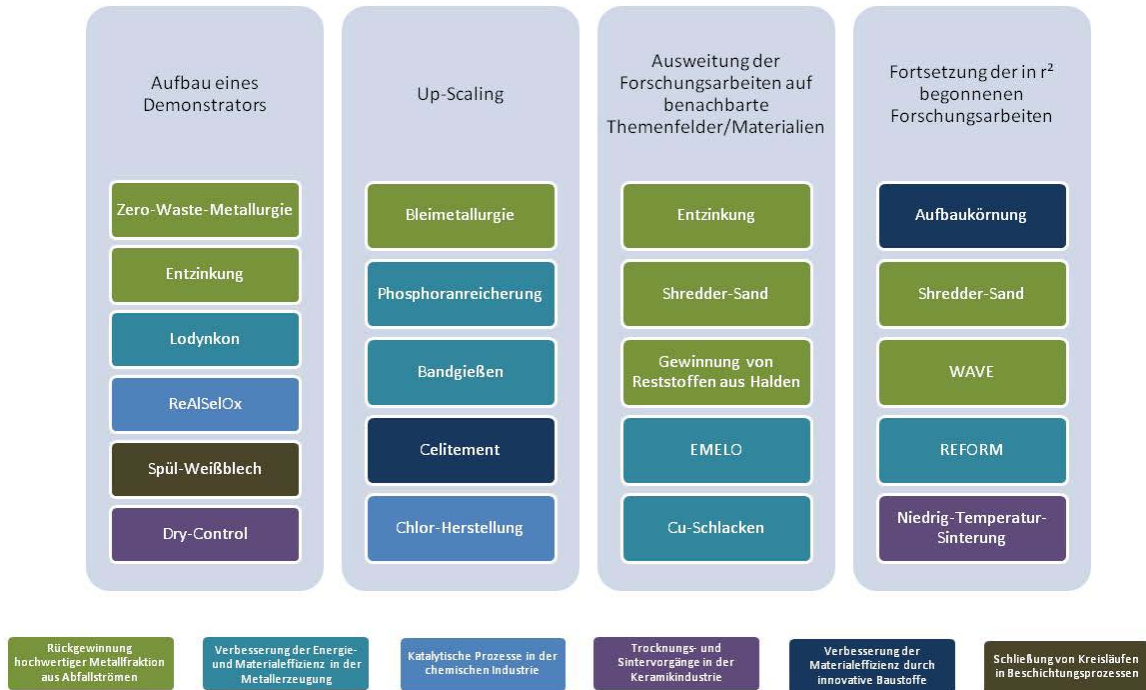 Aufbau eines
Demonstrators
Zero-Waste-Metallurgie
Entzinkung
Lodynkon
ReAlSelOx
Spül-Weißblech
Dry-Control
Up-Scaling
Bleimetallurgie
Phosphoranreicherung
Bandgießen
Celitement
Chlor-Herstellung
Ausweitung der
Forschungsarbeiten auf
benachbarte
Themenfelder/Materialien
Entzinkung
Shredder-Sand
Gewinnung von
Reststoffen aus Halden
EMELO
Cu-Schlacken
Fortsetzung der in r²
begonnenen
Forschungsarbeiten
Aufbaukörnung
Shredder-Sand
WAVE
REFORM
Niedrig-Temperatur-
Sinterung
Rückgewinnung
hochwertiger Metallfraktion
aus Abfallströmen
Verbesserung der Energie-
und Materialeffizienz in der
Metallerzeugung
Katalytische Prozesse in der
chemischen Industrie
Trocknungs- und
Sintervorgänge in der
Keramikindustrie
Verbesserung der
Materialeffizienz durch
innovative Baustoffe
Schließung von Kreisläufen
in Beschichtungsprozessen